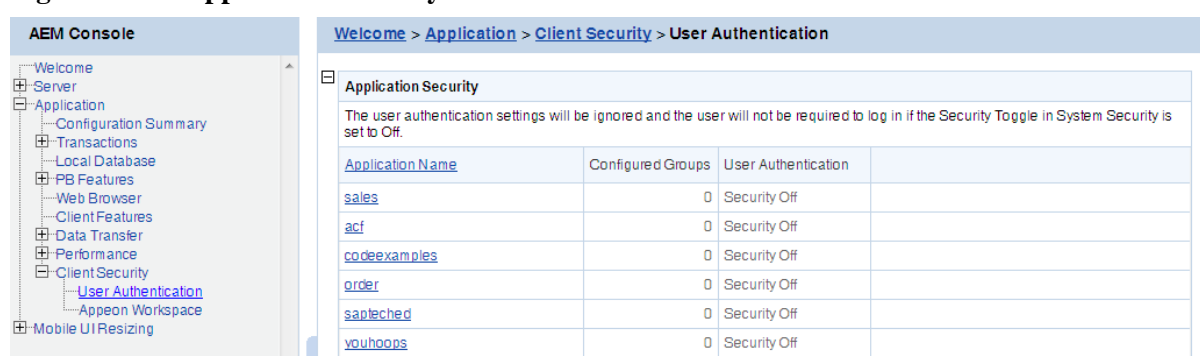 AEM Console
Welcome
Server
Application
Configuration Summary
Transactions
Local Database
PB Features
Web Browser
Client Features
Data Transfer
Performance
Client Security
User Authentication
Appeon Workspace
Mobile UI Resizing
Welcome > Application > Client Security > User Authentication
Application Security
The user authentication settings will be ignored and the user will not be required to log in if the Security Toggle in System Security is
set to Off.
Application Name Configured Groups User Authentication
sales 0 Security Off
acf 0 Security Off
codeexamples 0 Security Off
order 0 Security Off
sapteched 0 Security Off
youhoops 0 Security Off